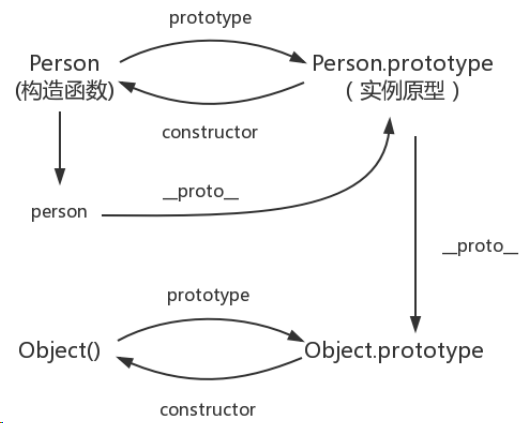 prototype
Person
(构造函数)
Person.prototype
（实例原型）
constructor
person
__proto__
__proto__
prototype
Object()
Object.prototype
constructor